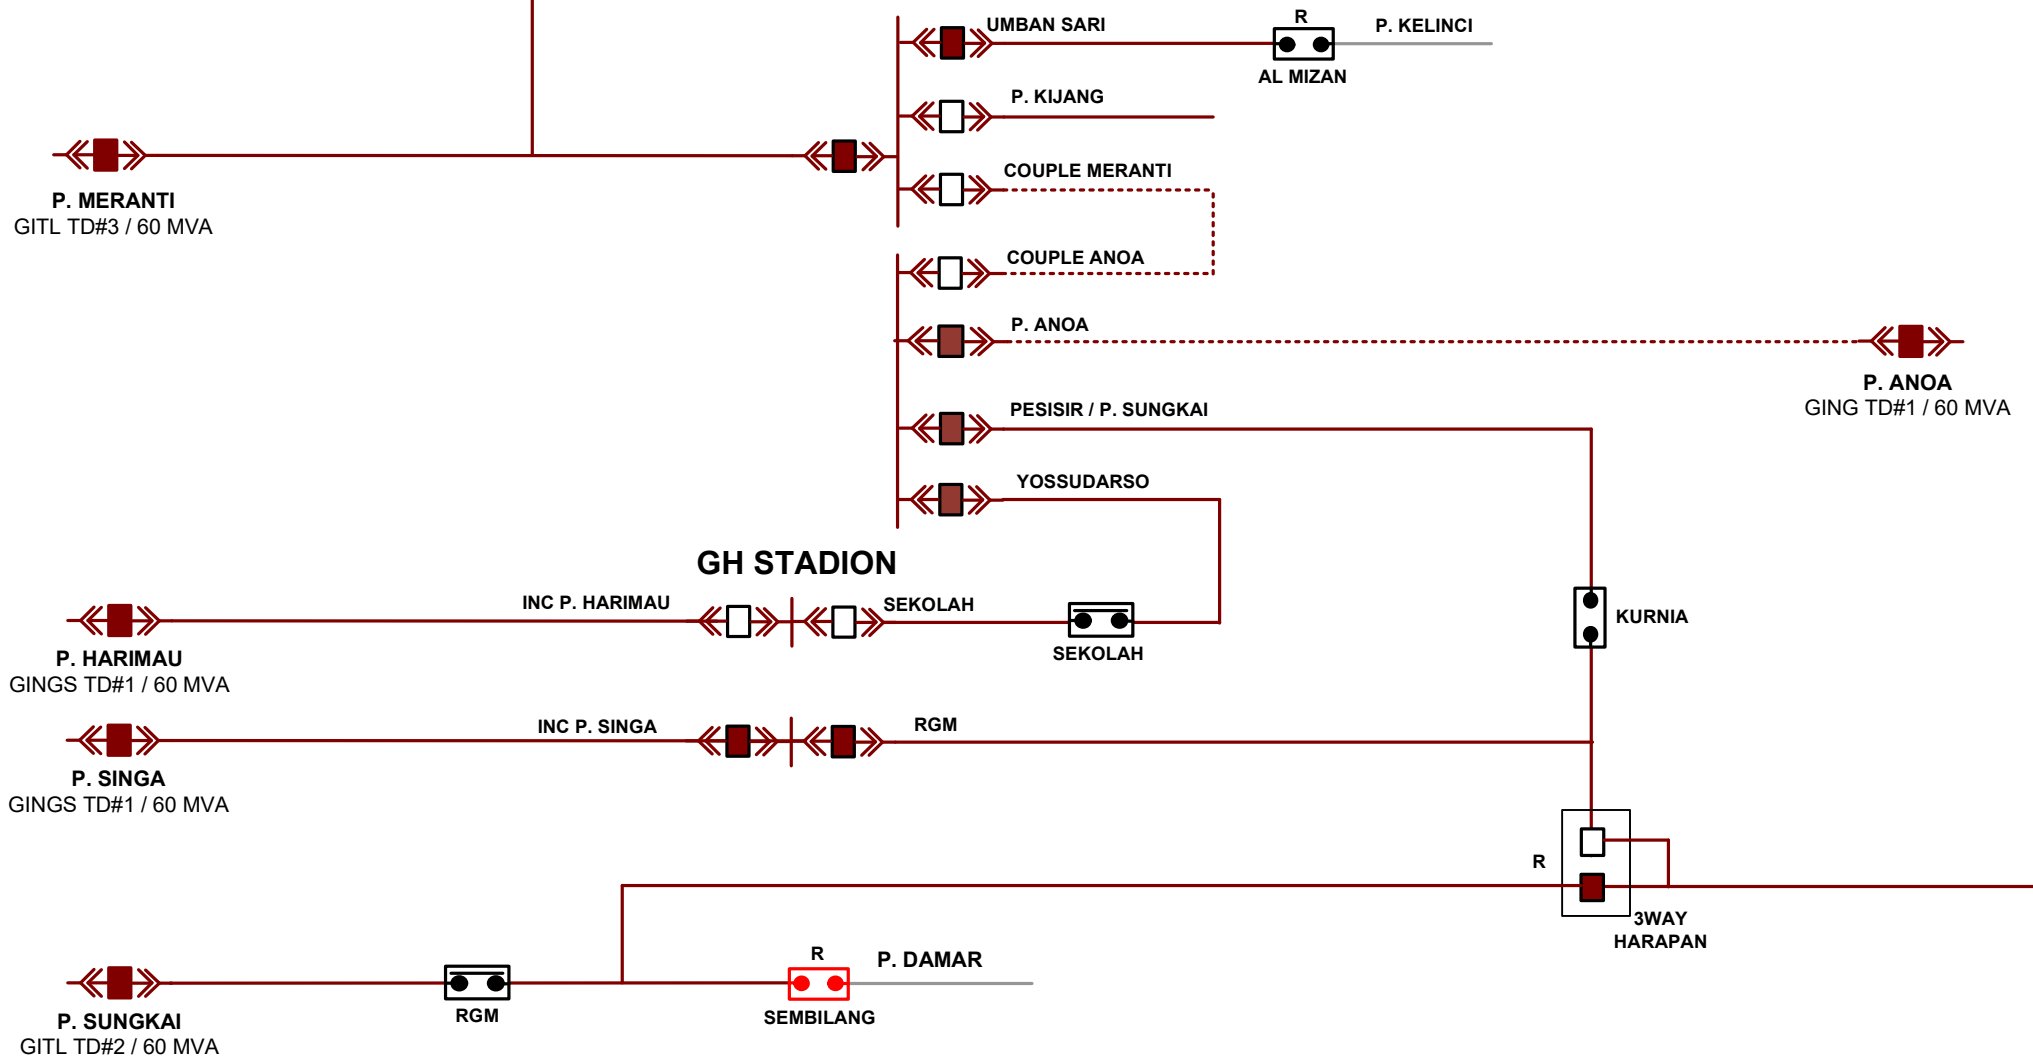 UMBAN SARI
R
P. KELINCI
AL MIZAN
P. KIJANG
COUPLE MERANTI
P. MERANTI
GITL TD#3 / 60 MVA
COUPLE ANOA
P. ANOA
P. ANOA
GING TD#1 / 60 MVA
PESISIR / P. SUNGKAI
YOSSUDARSO
GH STADION
INC P. HARIMAU
SEKOLAH
KURNIA
SEKOLAH
P. HARIMAU
GINGS TD#1 / 60 MVA
INC P. SINGA
RGM
P. SINGA
GINGS TD#1 / 60 MVA
R
3WAY
HARAPAN
R
P. DAMAR
RGM
SEMBILANG
P. SUNGKAI
GITL TD#2 / 60 MVA